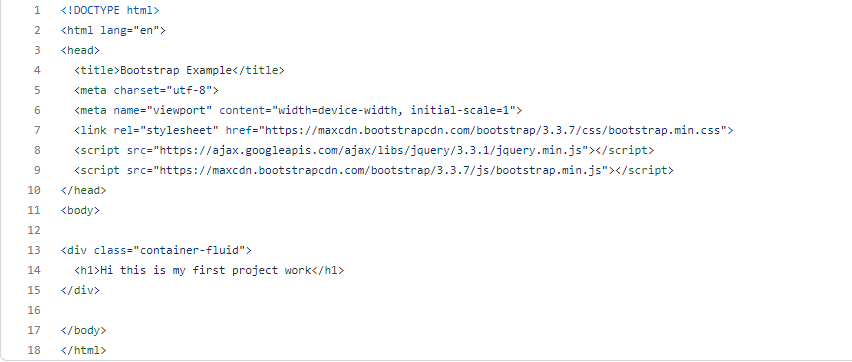 1 <!DOCTYPE html>
2 <html lang="en">
3 <head>
4   <title>Bootstrap Example</title>
5   <meta charset="utf-8">
6   <meta name="viewport" content="width=device-width, initial-scale=1">
7   <link rel="stylesheet" href="https://maxcdn.bootstrapcdn.com/bootstrap/3.3.7/css/bootstrap.min.css">
8   <script src="https://ajax.googleapis.com/ajax/libs/jquery/3.3.1/jquery.min.js"></script>
9   <script src="https://maxcdn.bootstrapcdn.com/bootstrap/3.3.7/js/bootstrap.min.js"></script>
10 </head>
11 <body>
12
13 <div class="container-fluid">
14   <h1>Hi this is my first project work</h1>
15 </div>
16
17 </body>
18 </html>